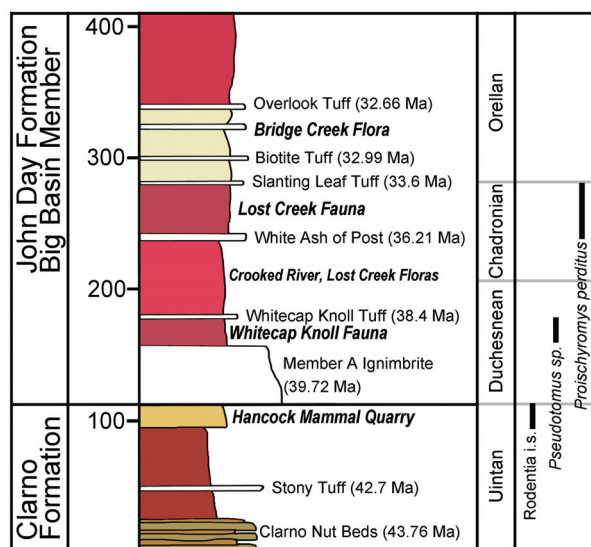 John Day Formation
Big Basin Member
Clarno
Formation
400
300
200
100
Overlook Tuff (32.66 Ma)
Bridge Creek Flora
Biotite Tuff (32.99 Ma)
Slanting Leaf Tuff (33.6 Ma)
Lost Creek Fauna
White Ash of Post (36.21 Ma)
Crooked River, Lost Creek Floras
Whitecap Knoll Tuff (38.4 Ma)
Whitecap Knoll Fauna
Member A Ignimbrite
(39.72 Ma)
Hancock Mammal Quarry
Stony Tuff (42.7 Ma)
Clarno Nut Beds (43.76 Ma)
Orellan
Chadronian
Duchesnean
Uintan
Rodentia i.s.
Pseudotomus sp.
Proischyromys perditus